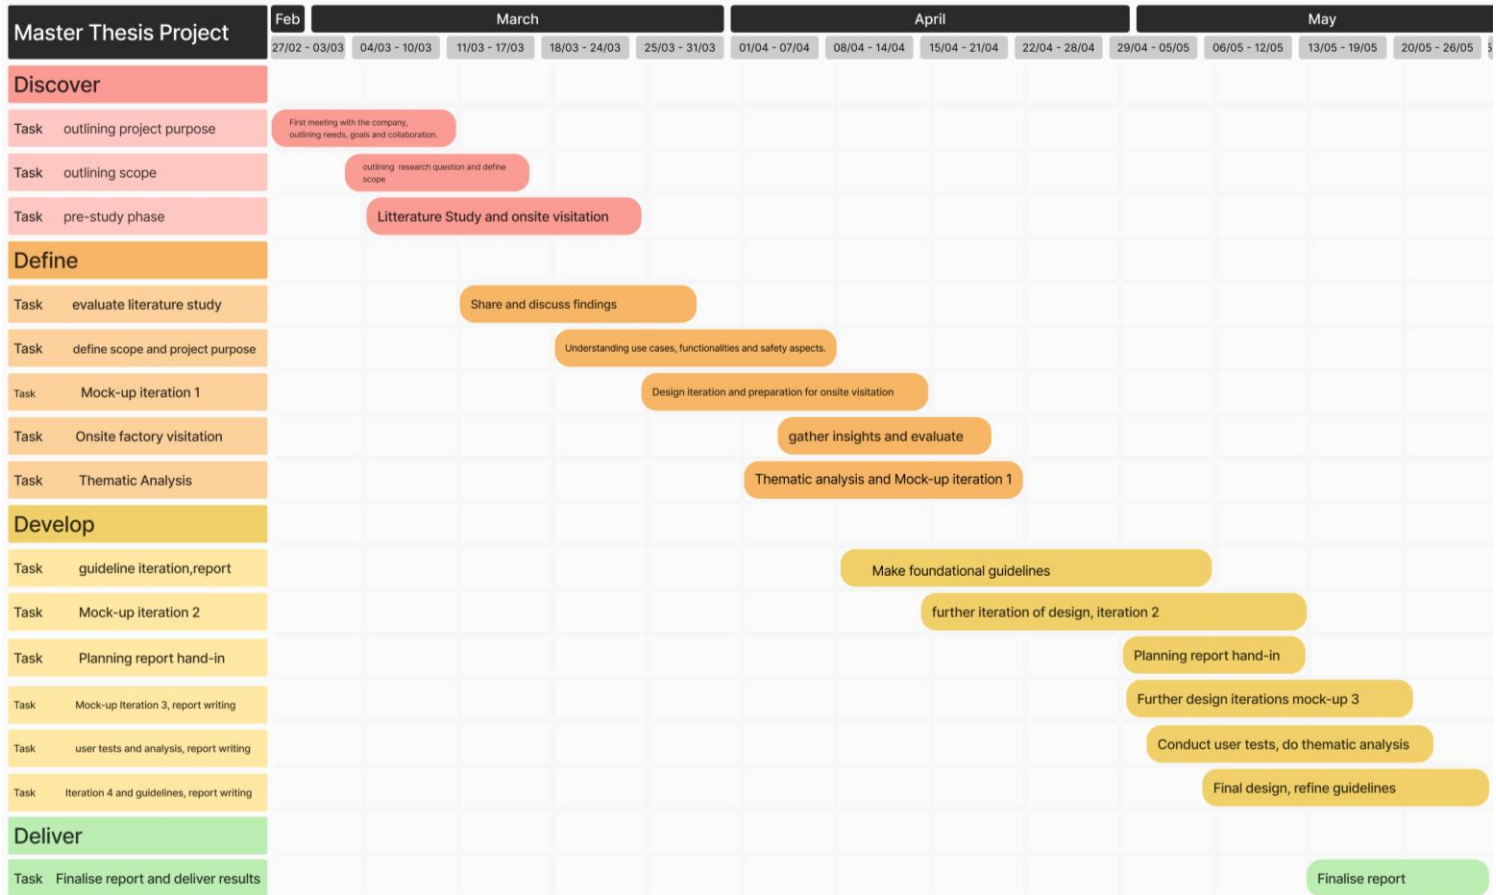 Master Thesis Project
Feb
March
April
May
27/02 - 03/03
04/03 - 10/03
11/03 - 17/03
18/03 - 24/03
25/03 - 31/03
01/04 - 07/04
08/04 - 14/04
15/04 - 21/04
22/04 - 28/04
29/04 - 05/05
06/05 - 12/05
13/05 - 19/05
20/05 - 26/05
Discover
Task outlining project purpose
First meeting with the company,
outlining needs, goals and collaboration.
Task outlining scope
outlining research question and define
scope
Task pre-study phase
Litterature Study and onsite visitation
Define
Task evaluate literature study
Share and discuss findings
Task define scope and project purpose
Understanding use cases, functionalities and safety aspects.
Task Mock-up iteration 1
Design iteration and preparation for onsite visitation
Task Onsite factory visitation
gather insights and evaluate
Task Thematic Analysis
Thematic analysis and Mock-up iteration 1
Develop
Task guideline iteration,report
Make foundational guidelines
Task Mock-up iteration 2
further iteration of design, iteration 2
Task Planning report hand-in
Planning report hand-in
Task Mock-up Iteration 3, report writing
Further design iterations mock-up 3
Task user tests and analysis, report writing
Conduct user tests, do thematic analysis
Task Iteration 4 and guidelines, report writing
Final design, refine guidelines
Deliver
Task Finalise report and deliver results
Finalise report